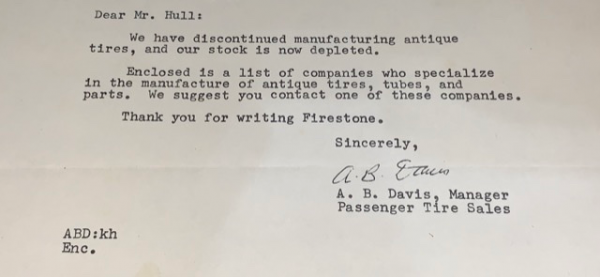 Dear Mr. Hull:
We have discontinued manufacturing antique
tires, and our stock is now depleted.
Enclosed is a list of companies who specialize
in the manufacture of antique tires, tubes, and
parts. We suggest you contact one of these companies.
Thank you for writing Firestone.
Sincerely,
A. B.
A. B. Davis, Manager
Passenger Tire Sales
ABD:kh
Enc.